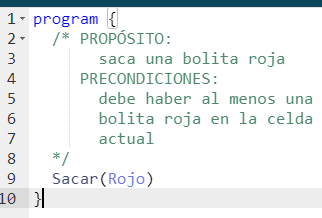 1 program {
2 /* PROPÓSITO:
3 saca una bolita roja
4 PRECONDICIONES:
5 debe haber al menos una
6 bolita roja en la celda
7 actual
8 */
9 Sacar(Rojo)
10 }